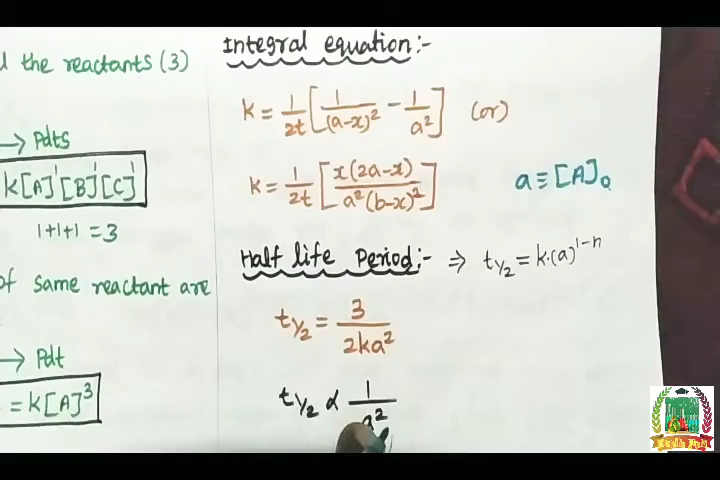 l the reactants (3)
→ Pdts
k[A]¹[B]¹[C]¹
1+1+1 = 3
of same reactant are
→ Pdt
= k[A]³
Integral equation:-
k = 1/2t [1/(a-x)² - 1/a²] (or)
k = 1/2t [x(2a-x)/a²(b-x)²]
a ≡ [A]₀
Half life Period:- ⇒ t½ = k·(a)¹⁻ⁿ
t½ = 3/2ka²
t½ ∝ 1/a²